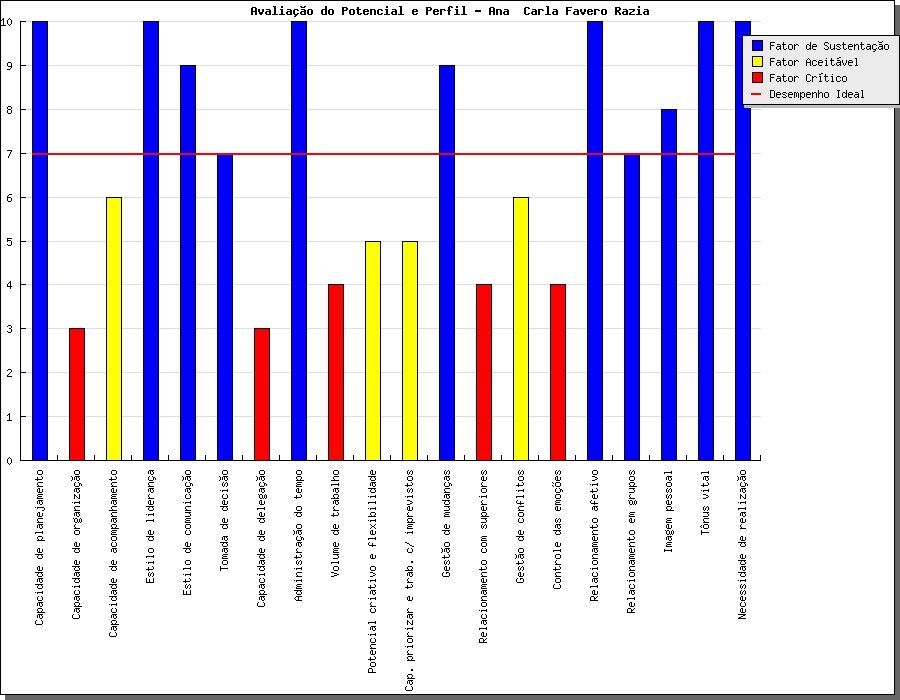 Avaliação do Potencial e Perfil - Ana  Carla Favero Razia
Fator de Sustentação
Fator Aceitável
Fator Crítico
Desempenho Ideal
10
9
8
7
6
5
4
3
2
1
0
Capacidade de planejamento
Capacidade de organização
Capacidade de acompanhamento
Estilo de liderança
Estilo de comunicação
Tomada de decisão
Capacidade de delegação
Administração do tempo
Volume de trabalho
Potencial criativo e flexibilidade
Cap. priorizar e trab. c/ imprevistos
Gestão de mudanças
Relacionamento com superiores
Gestão de conflitos
Controle das emoções
Relacionamento afetivo
Relacionamento em grupos
Imagem pessoal
Tônus vital
Necessidade de realização